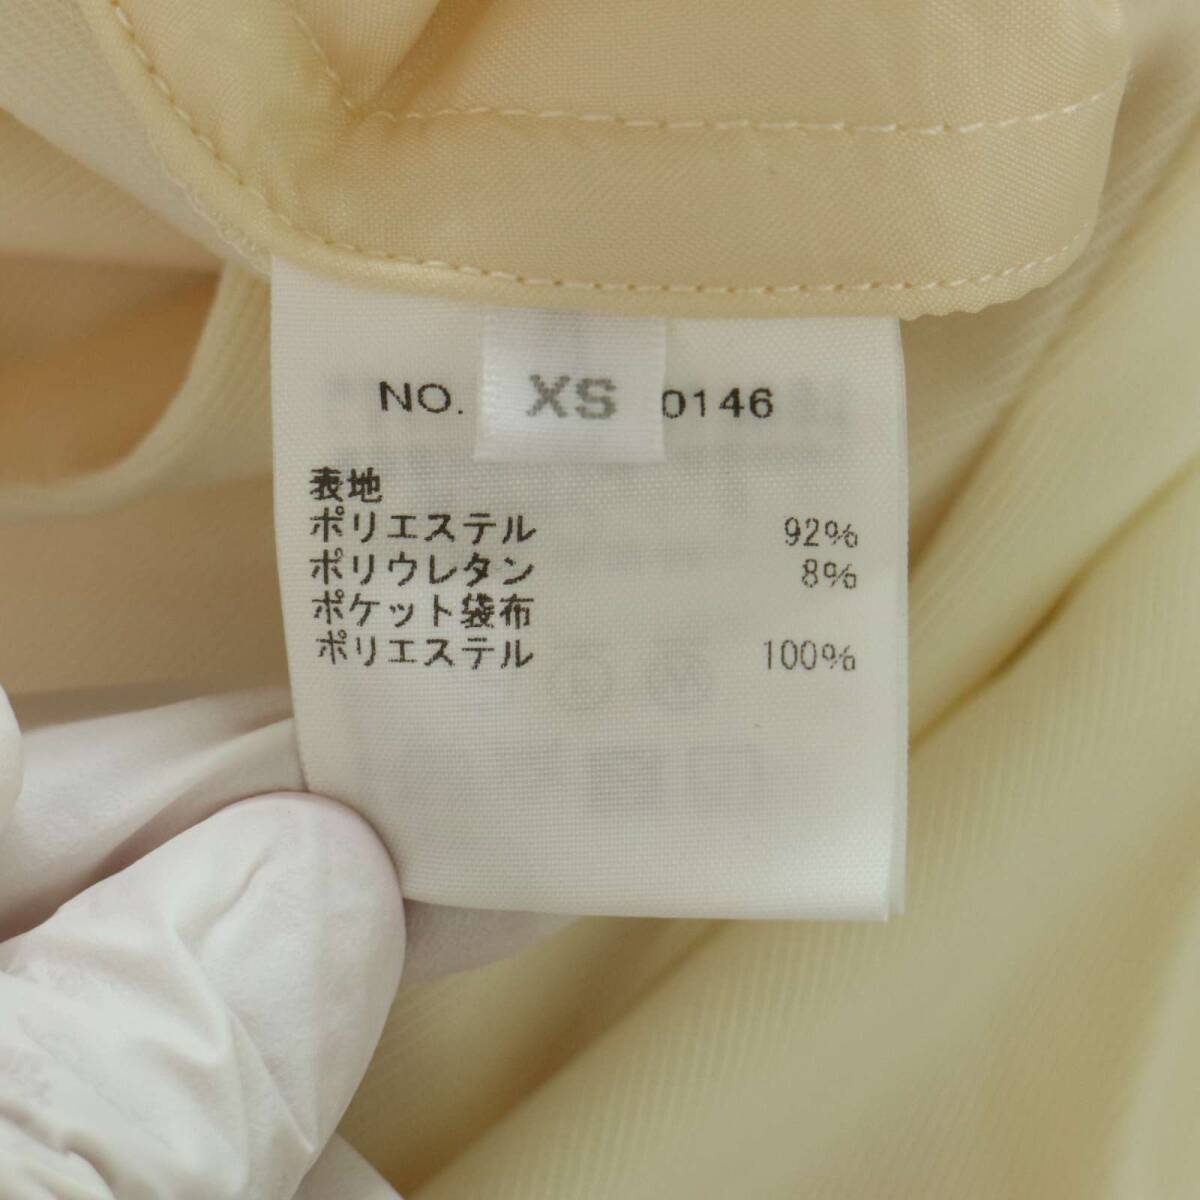 NO. XS 0146
表地
ポリエステル 92%
ポリウレタン 8%
ポケット袋布
ポリエステル 100%